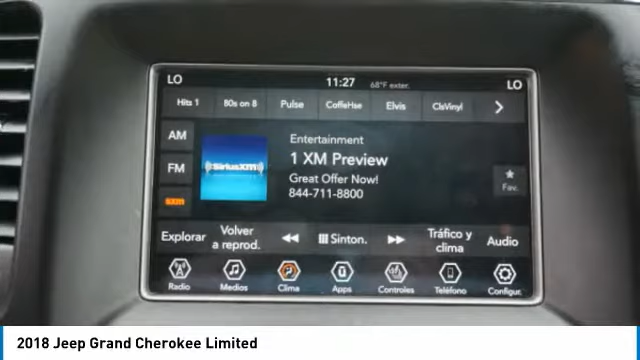 LO 11:27 68°F exter. LO
Hits 1 80s on 8 Pulse CoffeHse Elvis ClsVinyl
AM
Entertainment
1 XM Preview
FM
((SiriusXM))
Great Offer Now!
844-711-8800
Fav.
sxm
Explorar
Volver
a reprod.
Sinton.
Tráfico y
clima
Audio
Radio Medios Clima Apps Controles Teléfono Configur.
2018 Jeep Grand Cherokee Limited